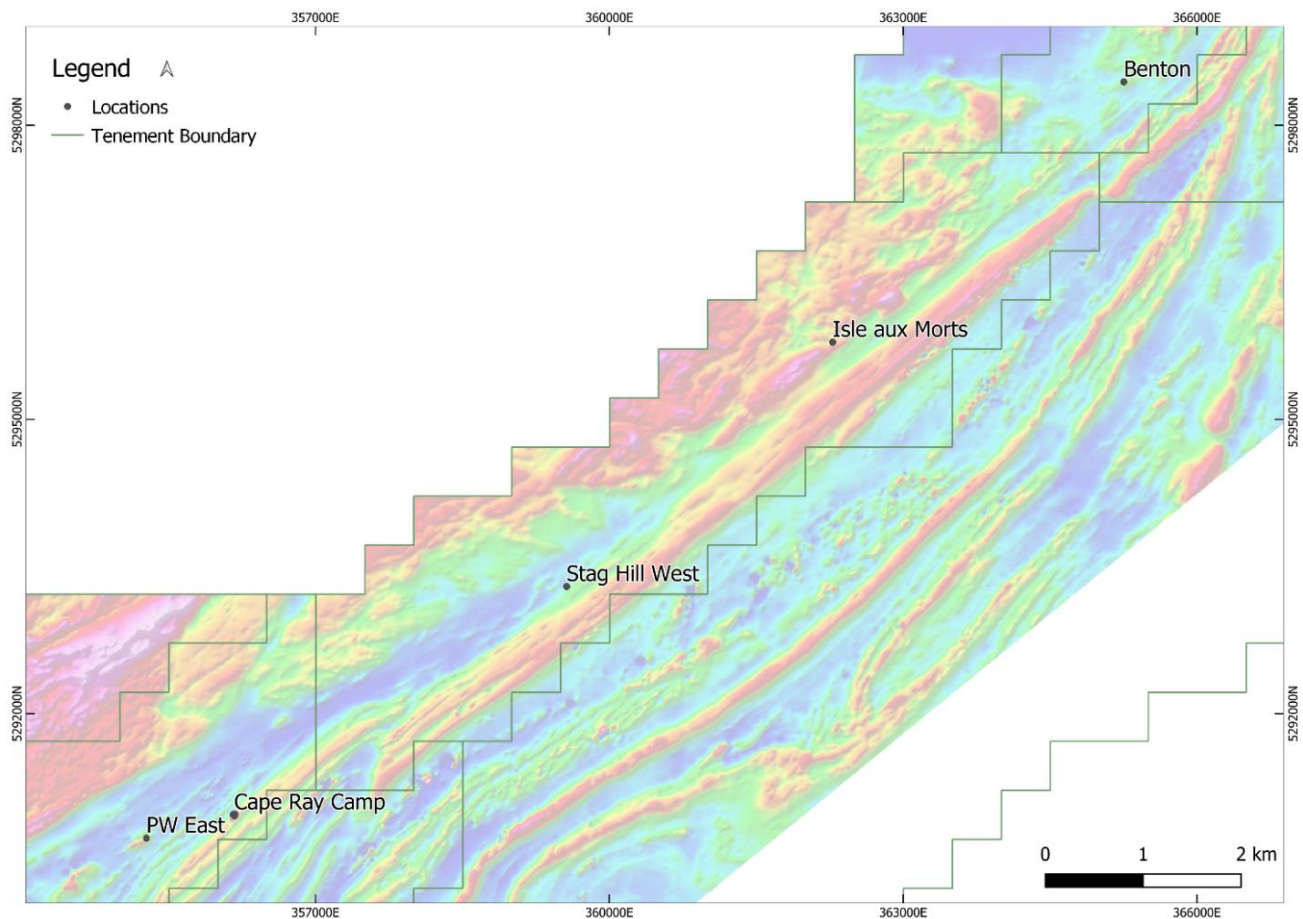 357000E
360000E
363000E
366000E
Legend
Locations
Tenement Boundary
Benton
5298000N
5298000N
Isle aux Morts
5295000N
5295000N
Stag Hill West
5292000N
5292000N
Cape Ray Camp
PW East
0 1 2 km
357000E
360000E
363000E
366000E